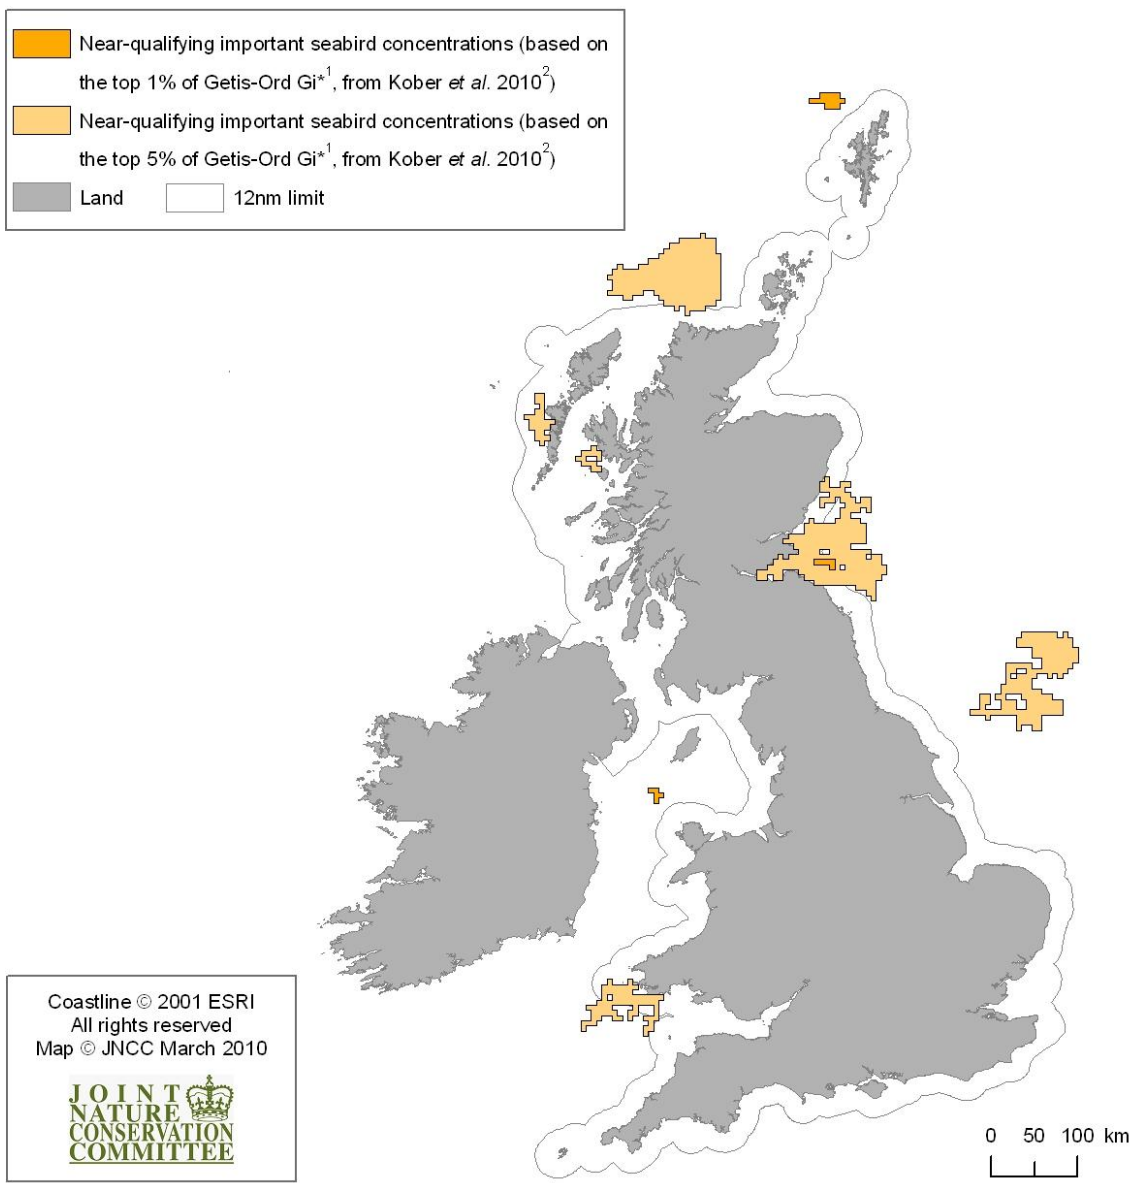 Near-qualifying important seabird concentrations (based on
the top 1% of Getis-Ord Gi*¹, from Kober et al. 2010²)
Near-qualifying important seabird concentrations (based on
the top 5% of Getis-Ord Gi*¹, from Kober et al. 2010²)
Land 12nm limit
Coastline © 2001 ESRI
All rights reserved
Map © JNCC March 2010
JOINT
NATURE
CONSERVATION
COMMITTEE
0 50 100 km